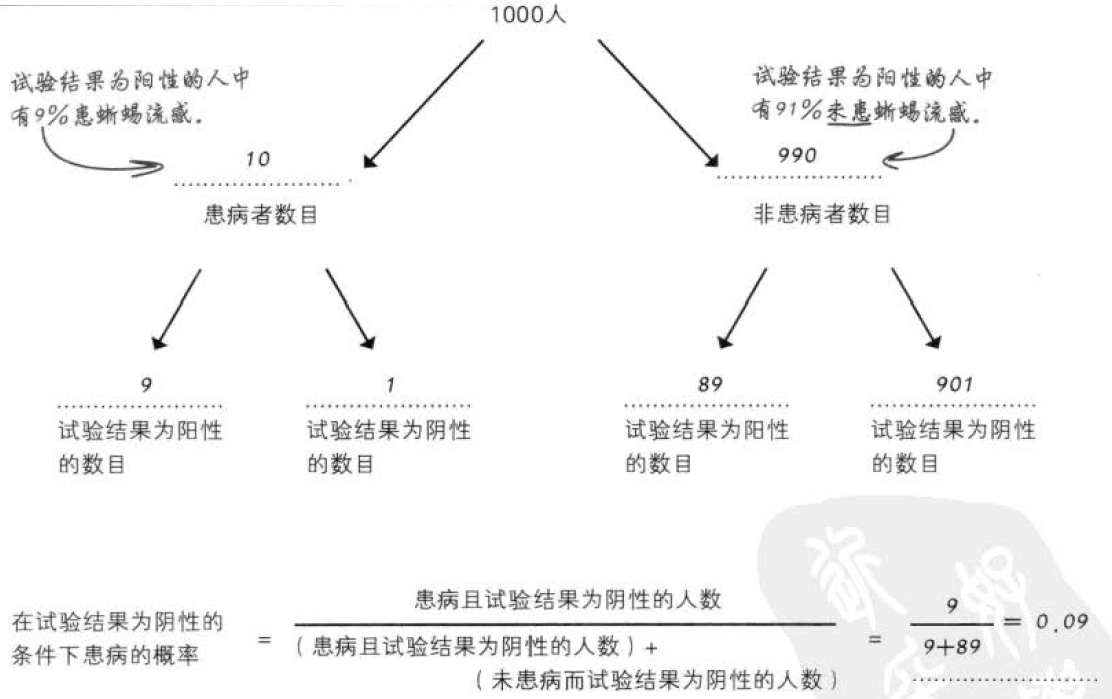 1000人
试验结果为阳性的人中
有9%患蜥蜴流感.
试验结果为阳性的人中
有91%未患蜥蜴流感.
10
患病者数目
990
非患病者数目
9
试验结果为阳性
的数目
1
试验结果为阴性
的数目
89
试验结果为阳性
的数目
901
试验结果为阴性
的数目
在试验结果为阴性的
条件下患病的概率
=
患病且试验结果为阴性的人数
(患病且试验结果为阴性的人数)+
(未患病而试验结果为阴性的人数)
=
9
9+89
= 0.09